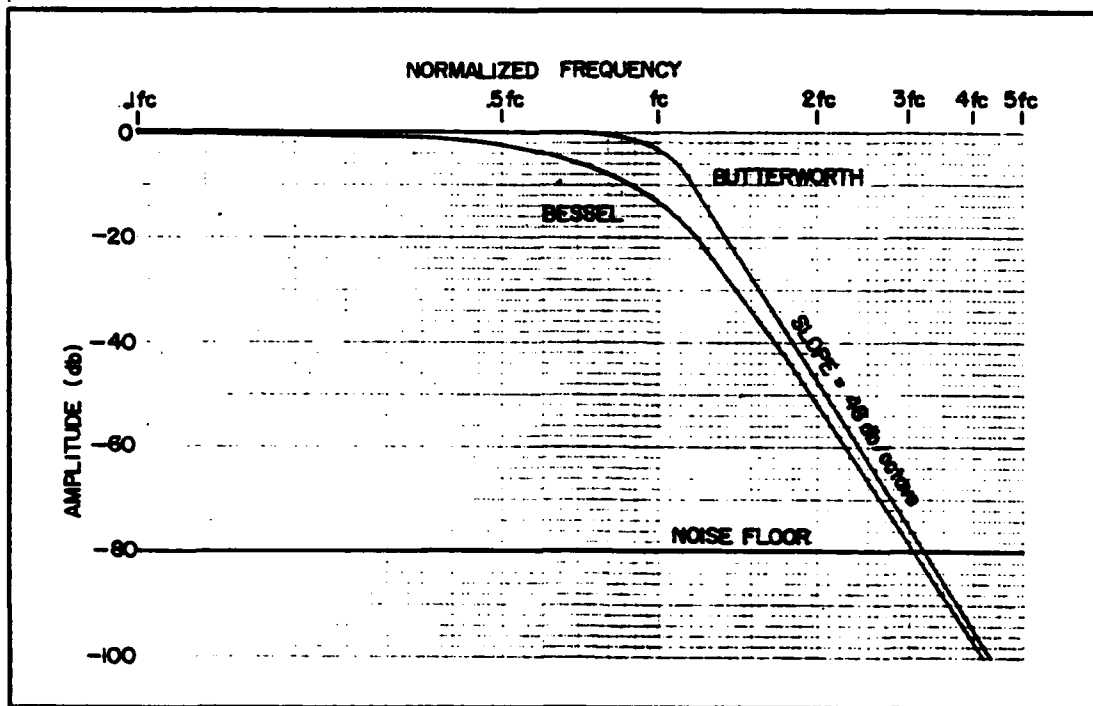 NORMALIZED FREQUENCY
.1fc .5fc fc 2fc 3fc 4fc 5fc
0
BUTTERWORTH
BESSEL
-20
SLOPE = 48 db/octave
-40
AMPLITUDE (db)
-60
NOISE FLOOR
-80
-100